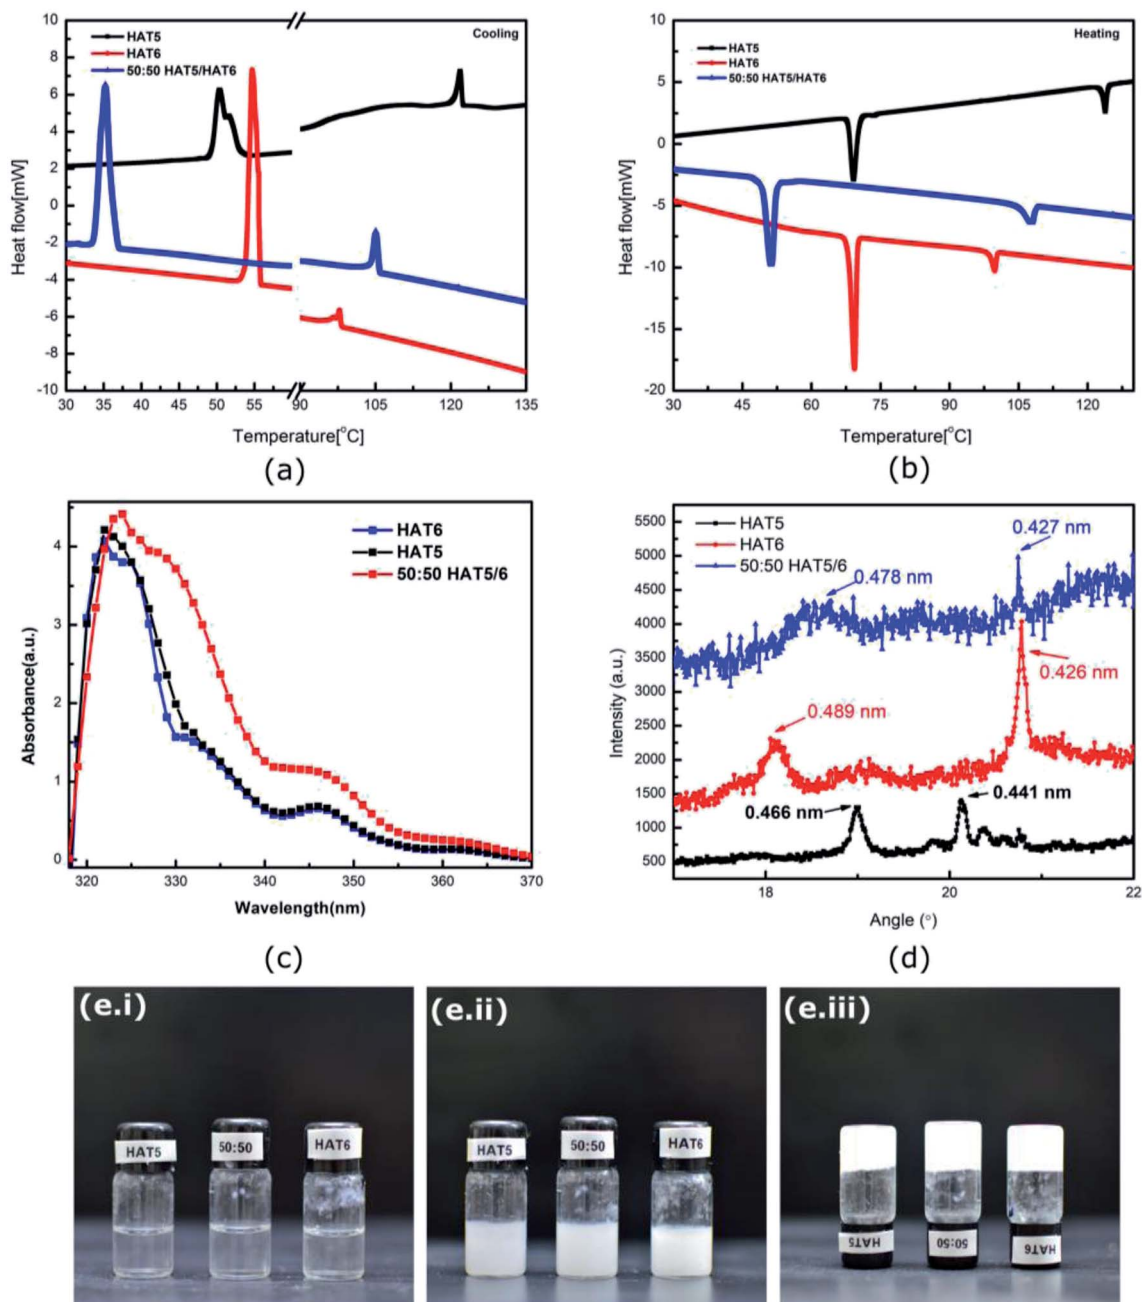 Cooling
HAT5
HAT6
50:50 HAT5/HAT6
10
8
6
4
2
0
-2
-4
-6
-8
-10
Heat flow[mW]
30 35 40 45 50 55 90 105 120 135
Temperature[°C]
(a)
Heating
HAT5
HAT6
50:50 HAT5/HAT6
10
5
0
-5
-10
-15
-20
Heat flow[mW]
30 45 60 75 90 105 120
Temperature[°C]
(b)
HAT6
HAT5
50:50 HAT5/6
4
3
2
1
0
Absorbance(a.u.)
320 330 340 350 360 370
Wavelength(nm)
(c)
HAT5
HAT6
50:50 HAT5/6
0.427 nm
0.478 nm
0.426 nm
0.489 nm
0.441 nm
0.466 nm
5500
5000
4500
4000
3500
3000
2500
2000
1500
1000
500
Intensity (a.u.)
18 20 22
Angle (°)
(d)
(e.i)
HAT5 50:50 HAT6
(e.ii)
HAT5 50:50 HAT6
(e.iii)
HAT5 50:50 HAT6